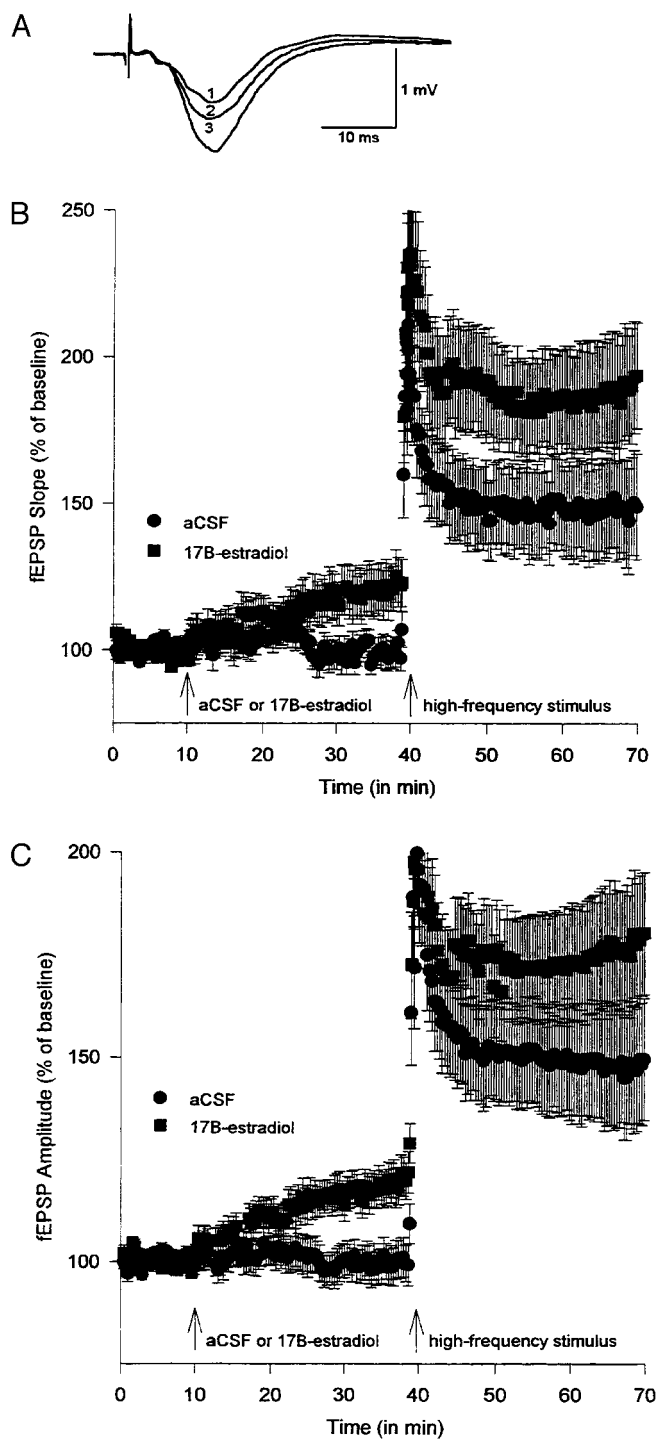 A
1
2
3
1 mV
10 ms
B
250
200
150
100
fEPSP Slope (% of baseline)
aCSF
17B-estradiol
aCSF or 17B-estradiol
high-frequency stimulus
0 10 20 30 40 50 60 70
Time (in min)
C
200
150
100
fEPSP Amplitude (% of baseline)
aCSF
17B-estradiol
aCSF or 17B-estradiol
high-frequency stimulus
0 10 20 30 40 50 60 70
Time (in min)